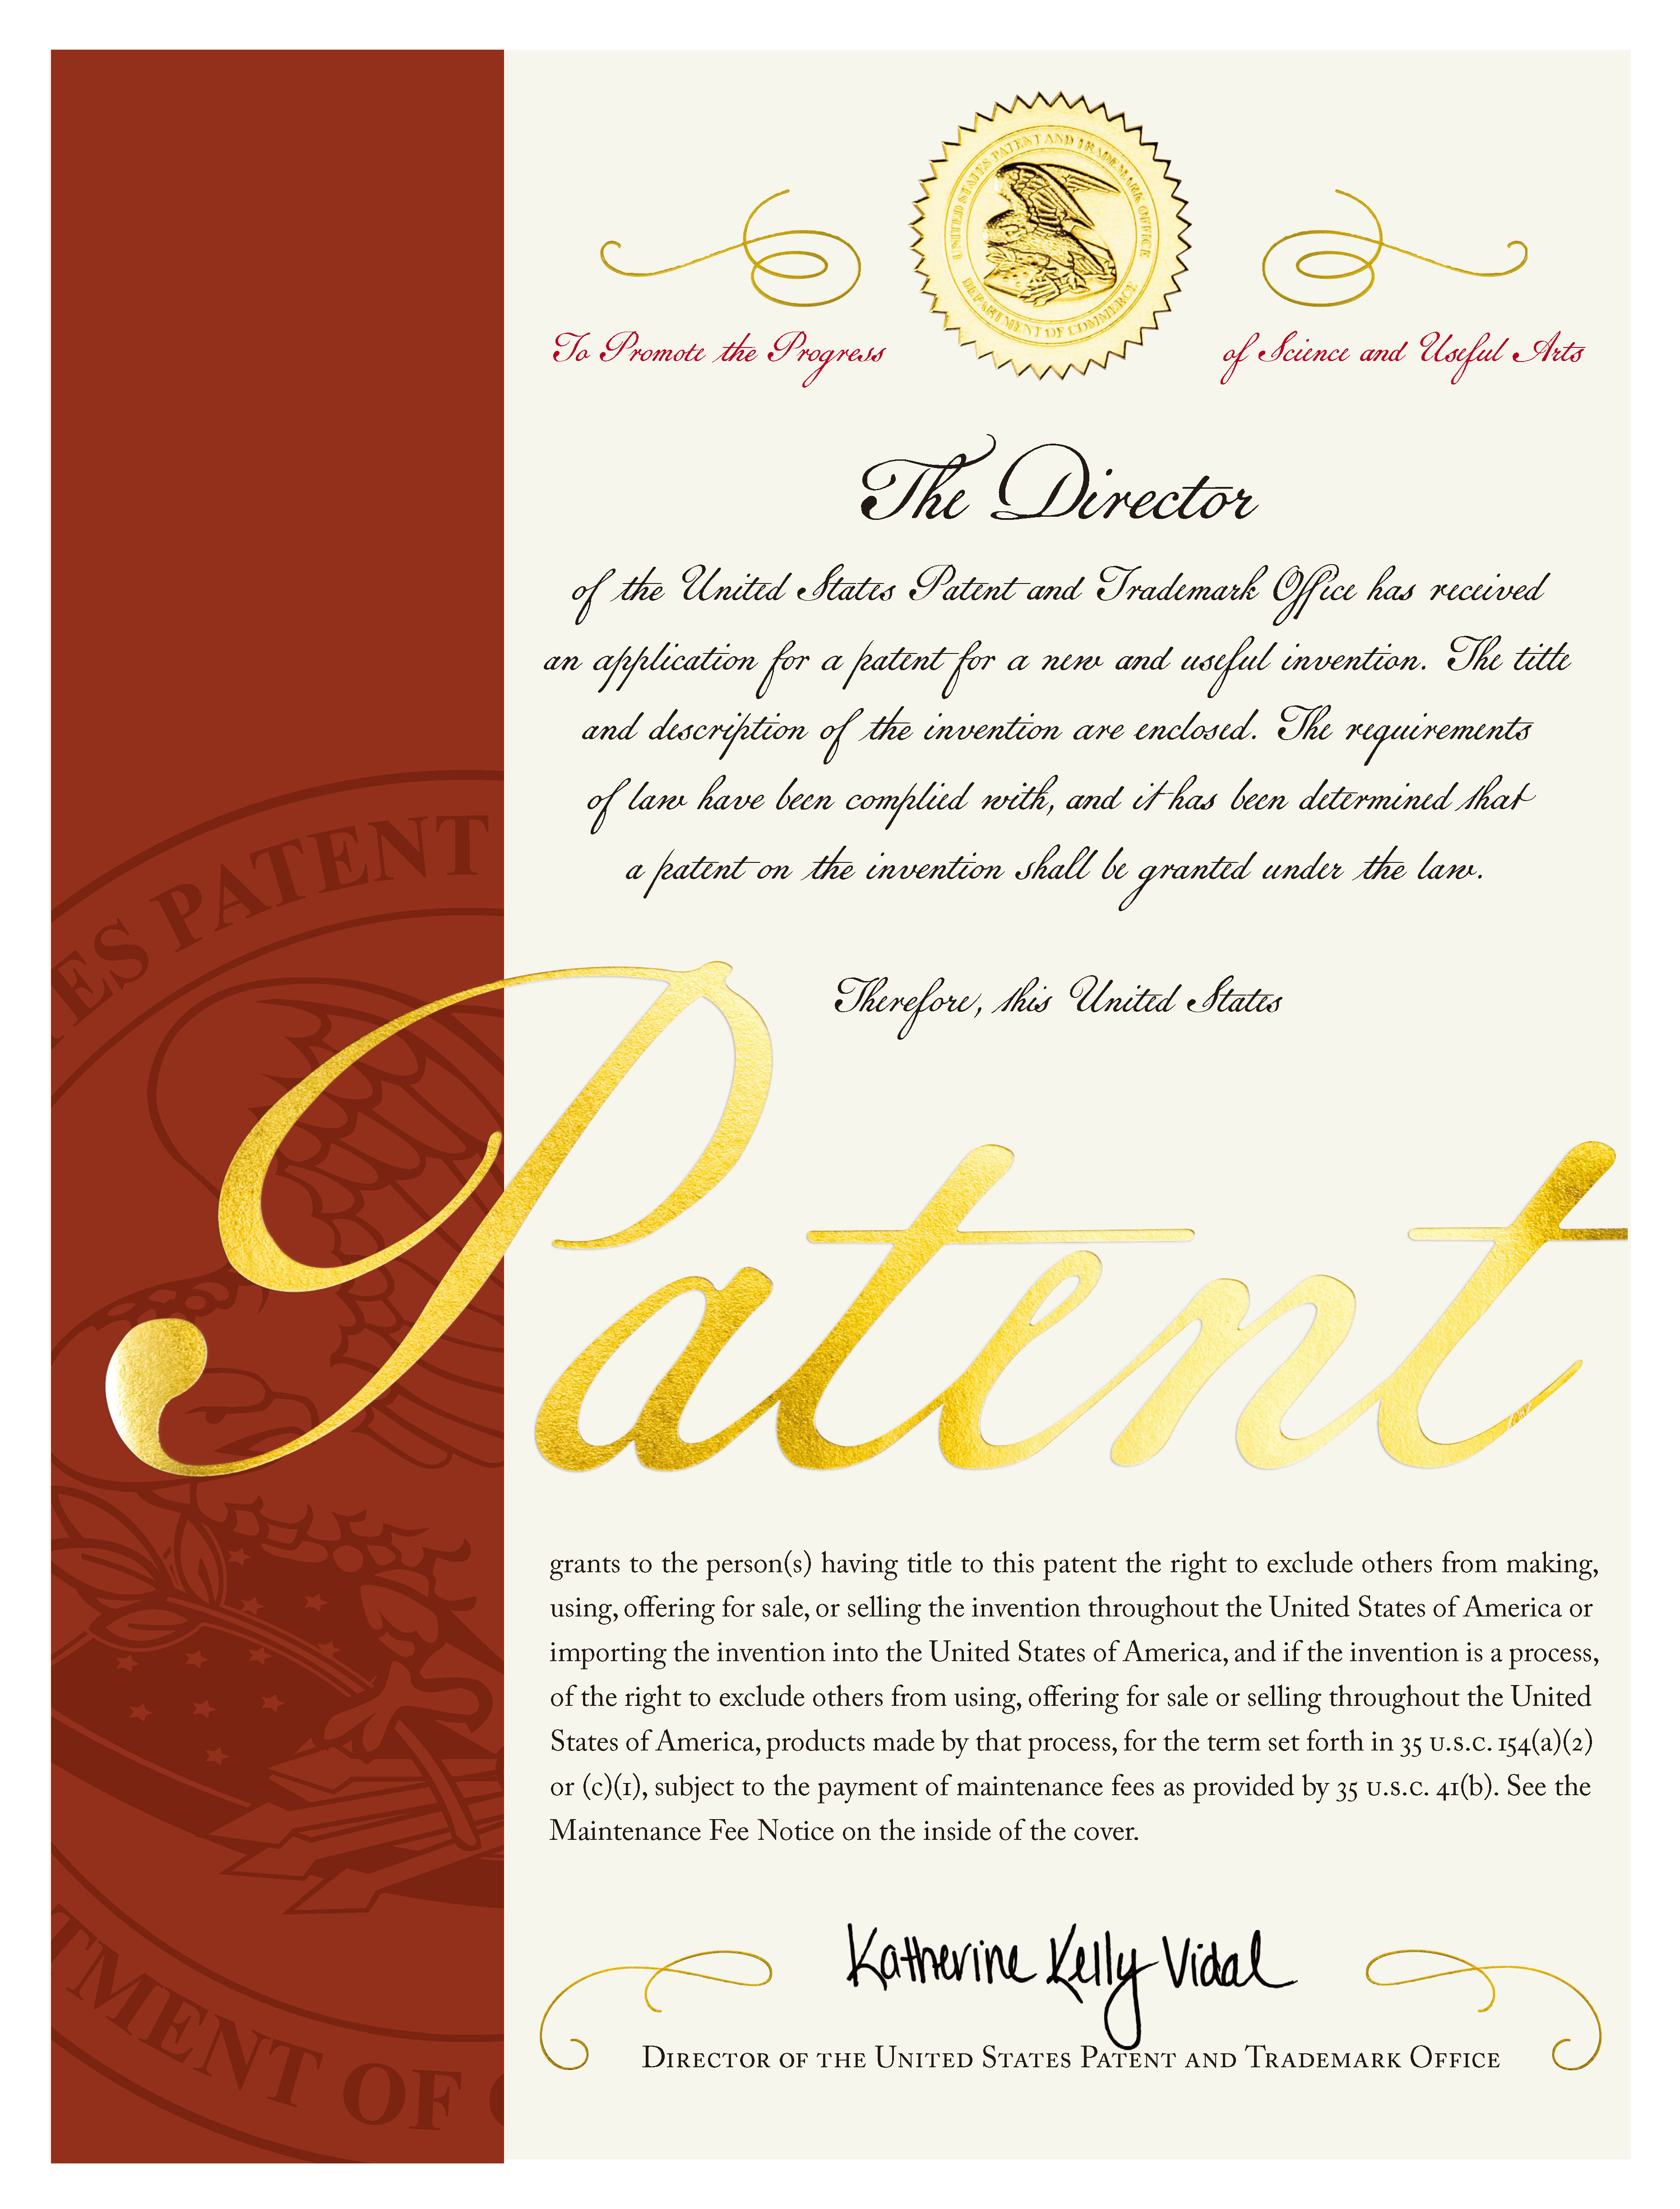 UNITED STATES PATENT AND TRADEMARK OFFICE
DEPARTMENT OF COMMERCE
To Promote the Progress
of Science and Useful Arts
The Director
of the United States Patent and Trademark Office has received
an application for a patent for a new and useful invention. The title
and description of the invention are enclosed. The requirements
of law have been complied with, and it has been determined that
a patent on the invention shall be granted under the law.
Therefore, this United States
Patent
grants to the person(s) having title to this patent the right to exclude others from making,
using, offering for sale, or selling the invention throughout the United States of America or
importing the invention into the United States of America, and if the invention is a process,
of the right to exclude others from using, offering for sale or selling throughout the United
States of America, products made by that process, for the term set forth in 35 U.S.C. 154(a)(2)
or (c)(1), subject to the payment of maintenance fees as provided by 35 U.S.C. 41(b). See the
Maintenance Fee Notice on the inside of the cover.
Katherine Kelly Vidal
DIRECTOR OF THE UNITED STATES PATENT AND TRADEMARK OFFICE
ES PATENT
TMENT OF